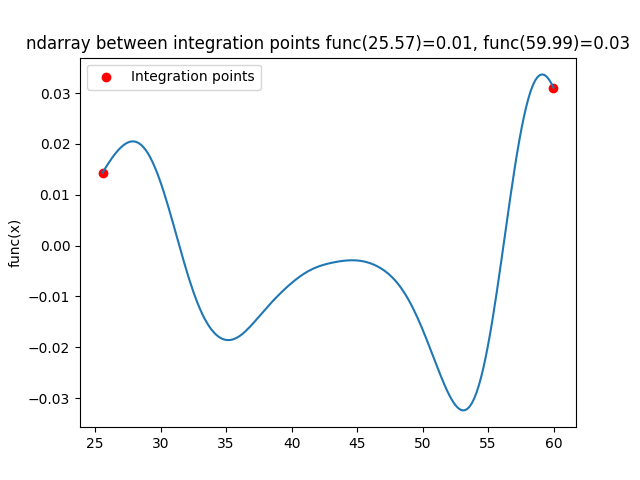 ndarray between integration points func(25.57)=0.01, func(59.99)=0.03
Integration points
func(x)
0.03
0.02
0.01
0.00
−0.01
−0.02
−0.03
25 30 35 40 45 50 55 60